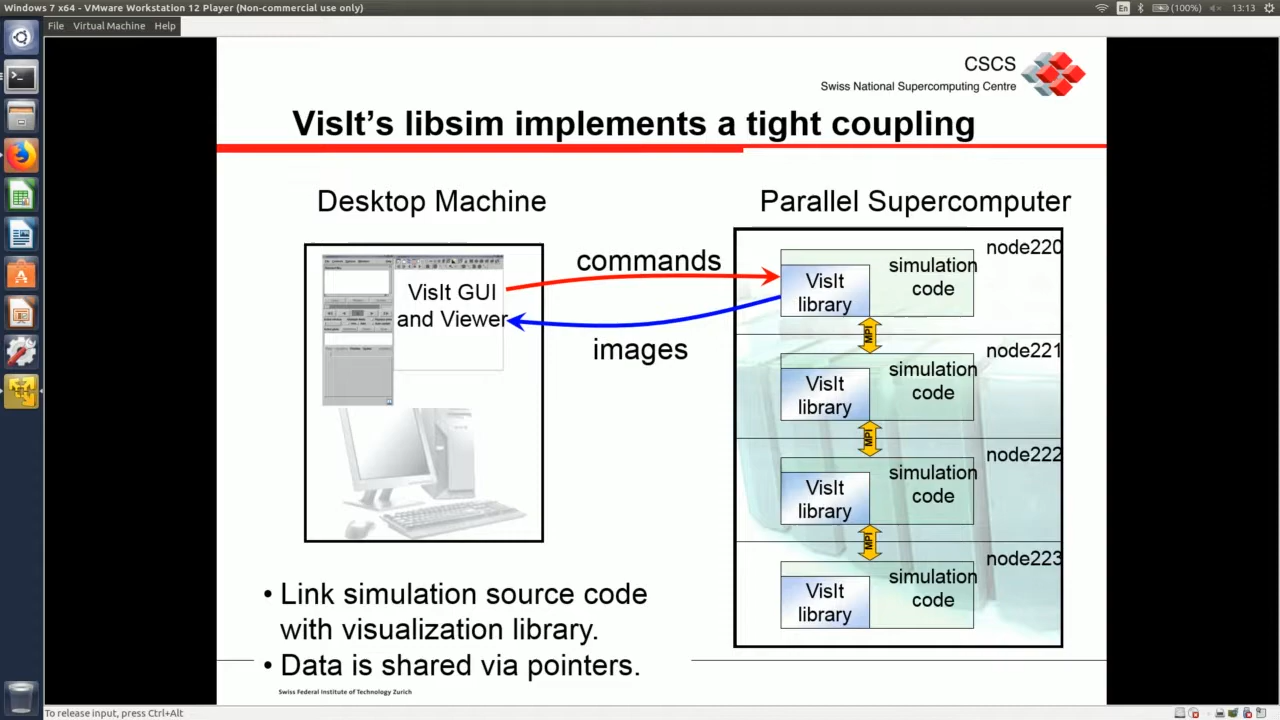 Windows 7 x64 - VMware Workstation 12 Player (Non-commercial use only)
En
(100%)
13:13
File Virtual Machine Help
CSCS
Swiss National Supercomputing Centre
VisIt’s libsim implements a tight coupling
Desktop Machine
Parallel Supercomputer
VisIt GUI
and Viewer
commands
images
node220
simulation
code
VisIt
library
MPI
node221
simulation
code
VisIt
library
MPI
node222
simulation
code
VisIt
library
MPI
node223
simulation
code
VisIt
library
• Link simulation source code
with visualization library.
• Data is shared via pointers.
Swiss Federal Institute of Technology Zurich
To release input, press Ctrl+Alt